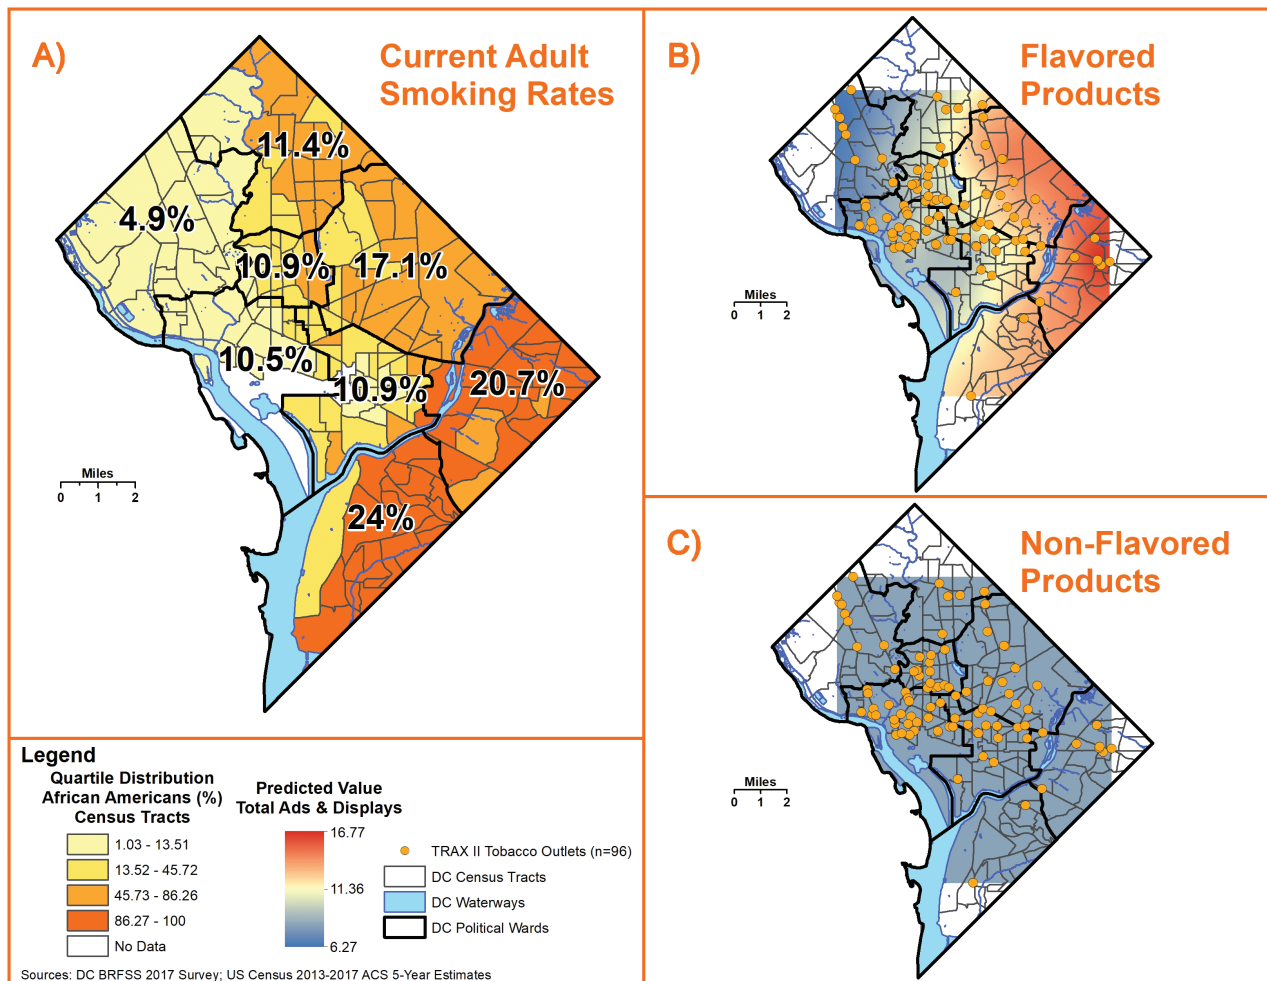 A)
Current Adult
Smoking Rates
11.4%
4.9%
10.9%
17.1%
10.5%
10.9%
20.7%
24%
Miles
0 1 2
B)
Flavored
Products
Miles
0 1 2
C)
Non-Flavored
Products
Miles
0 1 2
Legend
Quartile Distribution
African Americans (%)
Census Tracts
1.03 - 13.51
13.52 - 45.72
45.73 - 86.26
86.27 - 100
No Data
Predicted Value
Total Ads & Displays
16.77
11.36
6.27
TRAX II Tobacco Outlets (n=96)
DC Census Tracts
DC Waterways
DC Political Wards
Sources: DC BRFSS 2017 Survey; US Census 2013-2017 ACS 5-Year Estimates